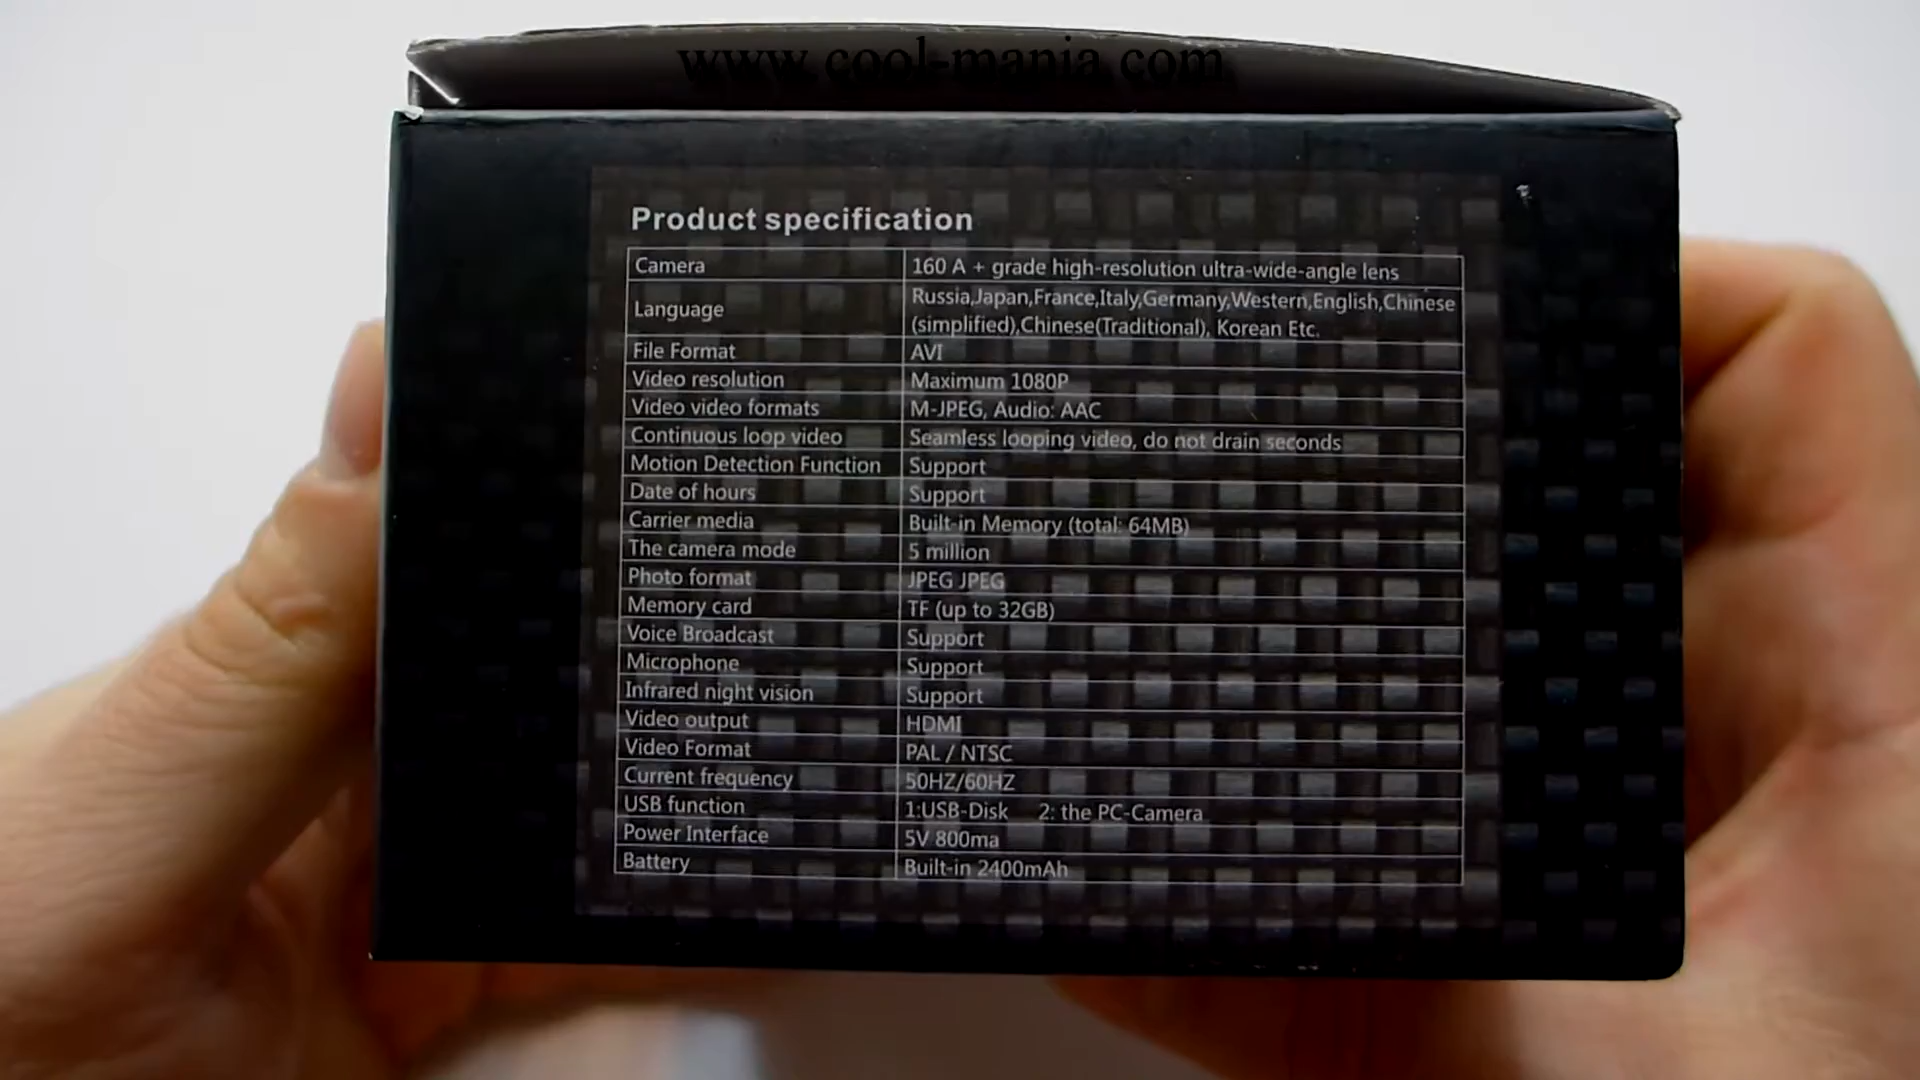 www.cool-mania.com
Product specification
Camera 160 A + grade high-resolution ultra-wide-angle lens
Language Russia,Japan,France,Italy,Germany,Western,English,Chinese
(simplified),Chinese(Traditional), Korean Etc.
File Format AVI
Video resolution Maximum 1080P
Video video formats M-JPEG, Audio: AAC
Continuous loop video Seamless looping video, do not drain seconds
Motion Detection Function Support
Date of hours Support
Carrier media Built-in Memory (total: 64MB)
The camera mode 5 million
Photo format JPEG JPEG
Memory card TF (up to 32GB)
Voice Broadcast Support
Microphone Support
Infrared night vision Support
Video output HDMI
Video Format PAL / NTSC
Current frequency 50HZ/60HZ
USB function 1:USB-Disk 2: the PC-Camera
Power Interface 5V 800ma
Battery Built-in 2400mAh